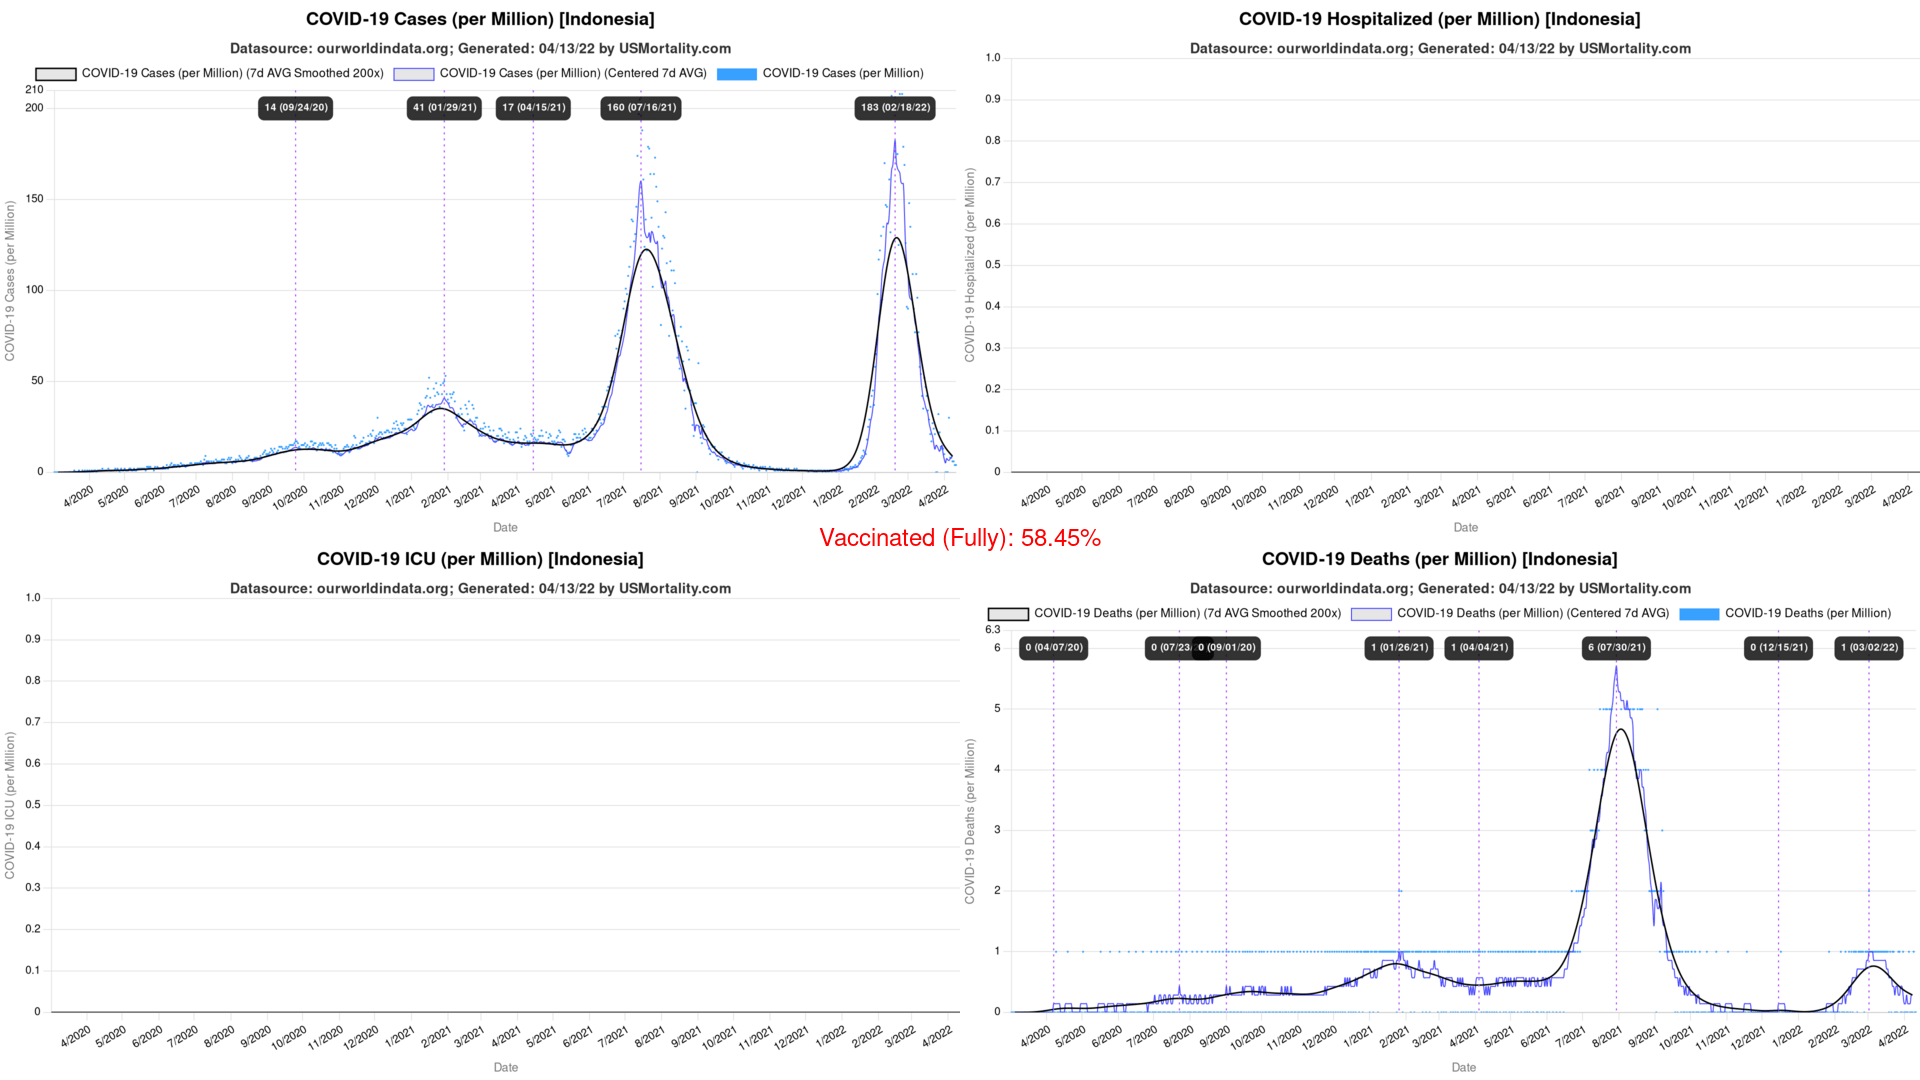 COVID-19 Cases (per Million) [Indonesia]
Datasource: ourworldindata.org; Generated: 04/13/22 by USMortality.com
COVID-19 Cases (per Million) (7d AVG Smoothed 200x) COVID-19 Cases (per Million) (Centered 7d AVG) COVID-19 Cases (per Million)
210
200
150
100
50
0
COVID-19 Cases (per Million)
14 (09/24/20) 41 (01/29/21) 17 (04/15/21) 160 (07/16/21) 183 (02/18/22)
4/2020 5/2020 6/2020 7/2020 8/2020 9/2020 10/2020 11/2020 12/2020 1/2021 2/2021 3/2021 4/2021 5/2021 6/2021 7/2021 8/2021 9/2021 10/2021 11/2021 12/2021 1/2022 2/2022 3/2022 4/2022
Date
COVID-19 Hospitalized (per Million) [Indonesia]
Datasource: ourworldindata.org; Generated: 04/13/22 by USMortality.com
1.0
0.9
0.8
0.7
0.6
0.5
0.4
0.3
0.2
0.1
0
COVID-19 Hospitalized (per Million)
4/2020 5/2020 6/2020 7/2020 8/2020 9/2020 10/2020 11/2020 12/2020 1/2021 2/2021 3/2021 4/2021 5/2021 6/2021 7/2021 8/2021 9/2021 10/2021 11/2021 12/2021 1/2022 2/2022 3/2022 4/2022
Date
Vaccinated (Fully): 58.45%
COVID-19 ICU (per Million) [Indonesia]
Datasource: ourworldindata.org; Generated: 04/13/22 by USMortality.com
1.0
0.9
0.8
0.7
0.6
0.5
0.4
0.3
0.2
0.1
0
COVID-19 ICU (per Million)
4/2020 5/2020 6/2020 7/2020 8/2020 9/2020 10/2020 11/2020 12/2020 1/2021 2/2021 3/2021 4/2021 5/2021 6/2021 7/2021 8/2021 9/2021 10/2021 11/2021 12/2021 1/2022 2/2022 3/2022 4/2022
Date
COVID-19 Deaths (per Million) [Indonesia]
Datasource: ourworldindata.org; Generated: 04/13/22 by USMortality.com
COVID-19 Deaths (per Million) (7d AVG Smoothed 200x) COVID-19 Deaths (per Million) (Centered 7d AVG) COVID-19 Deaths (per Million)
6.3
6
5
4
3
2
1
0
COVID-19 Deaths (per Million)
0 (04/07/20) 0 (07/23/ 0 (09/01/20) 1 (01/26/21) 1 (04/04/21) 6 (07/30/21) 0 (12/15/21) 1 (03/02/22)
4/2020 5/2020 6/2020 7/2020 8/2020 9/2020 10/2020 11/2020 12/2020 1/2021 2/2021 3/2021 4/2021 5/2021 6/2021 7/2021 8/2021 9/2021 10/2021 11/2021 12/2021 1/2022 2/2022 3/2022 4/2022
Date